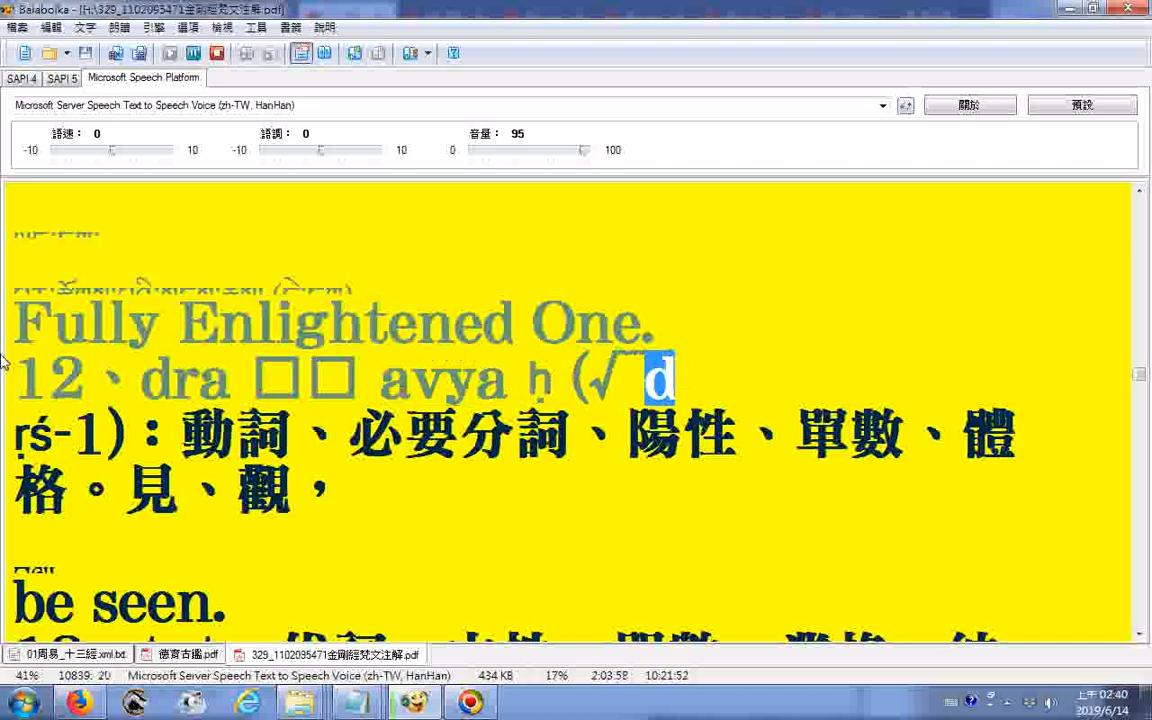 Balabolka - [H:\329_1102095471金剛經梵文注解.pdf]
檔案 編輯 文字 朗讀 引擎 選項 檢視 工具 書籤 說明
SAPI 4 SAPI 5 Microsoft Speech Platform
Microsoft Server Speech Text to Speech Voice (zh-TW, HanHan) 關於 預設
語速： 0 語調： 0 音量： 95
-10 10 -10 10 0 100
Fully Enlightened One.
12、dra □□ avya ḥ (√ d
ṛś-1)：動詞、必要分詞、陽性、單數、體
格。見、觀，
be seen.
01周易_十三經.xml.txt 德育古鑑.pdf 329_1102095471金剛經梵文注解.pdf
41% 10839: 20 Microsoft Server Speech Text to Speech Voice (zh-TW, HanHan) 434 KB 17% 2:03:58 10:21:52
上午 02:40
2019/6/14